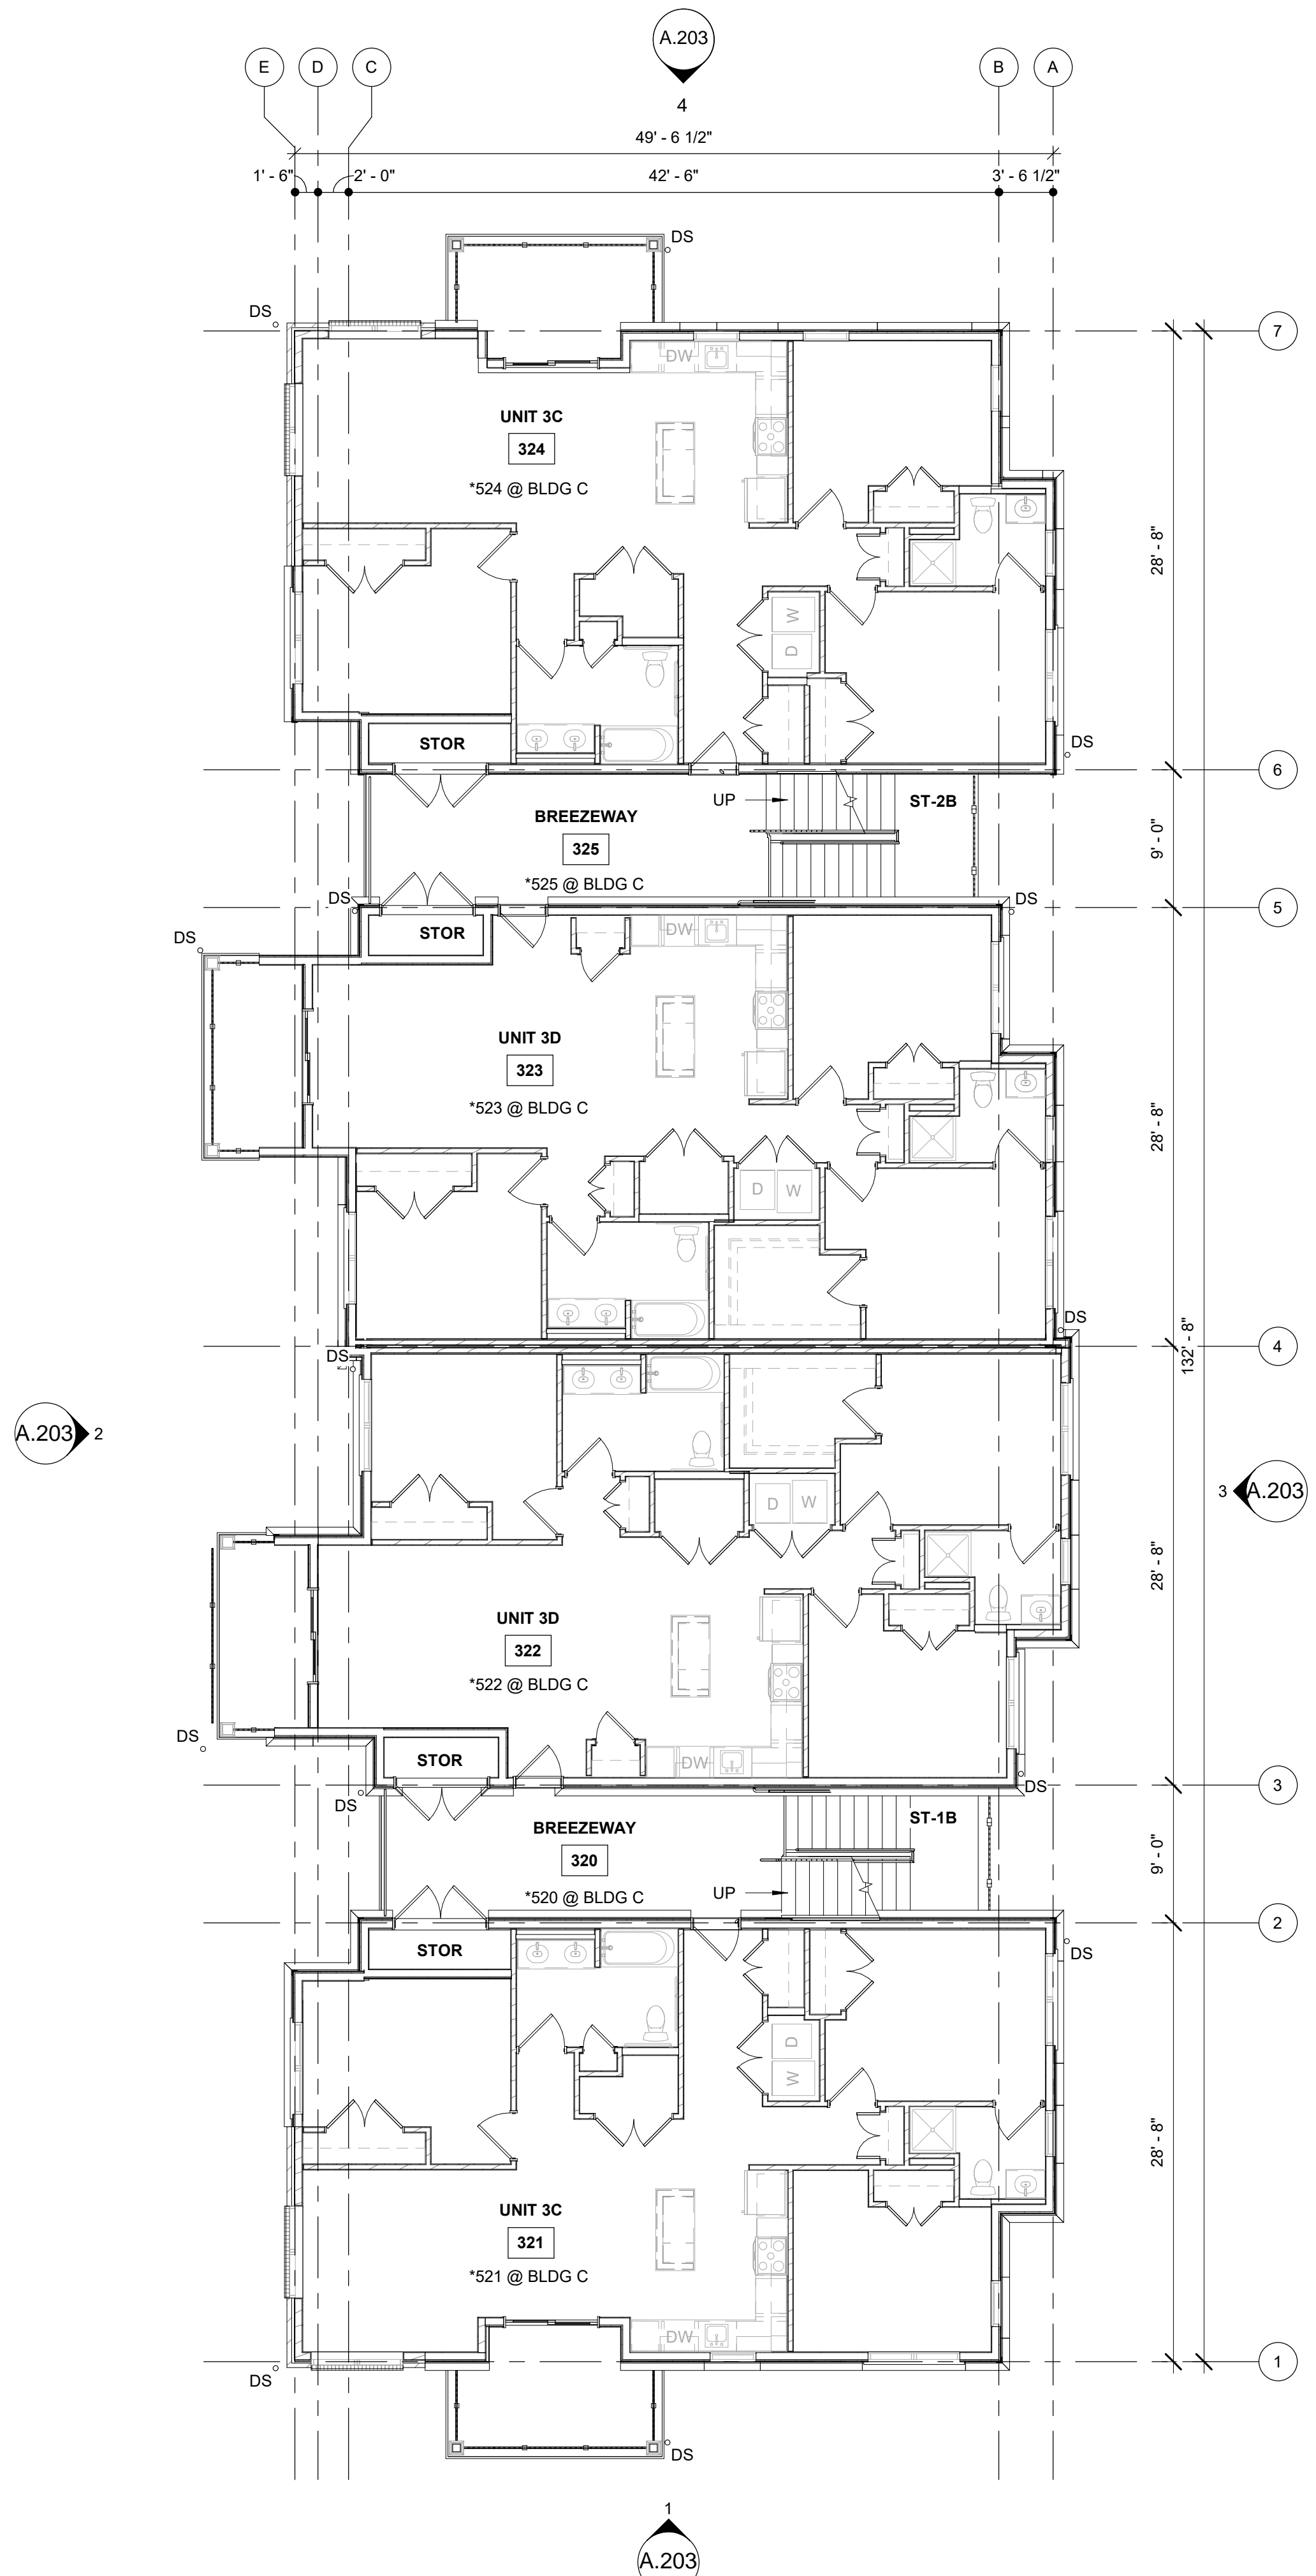 A.203
E
D
C
B
A
4
49' - 6 1/2"
1' - 6"
2' - 0"
42' - 6"
3' - 6 1/2"
DS
DS
7
DW
UNIT 3C
324
*524 @ BLDG C
28' - 8"
W
D
STOR
DS
6
UP
ST-2B
BREEZEWAY
325
9' - 0"
*525 @ BLDG C
DS
DS
5
STOR
DW
DS
UNIT 3D
323
*523 @ BLDG C
28' - 8"
D
W
DS
132' - 8"
4
DS
A.203
2
3
A.203
D
W
28' - 8"
UNIT 3D
322
*522 @ BLDG C
DS
STOR
DW
3
DS
DS
ST-1B
BREEZEWAY
320
9' - 0"
UP
*520 @ BLDG C
2
STOR
DS
D
W
28' - 8"
UNIT 3C
321
*521 @ BLDG C
DW
1
DS
DS
1
A.203